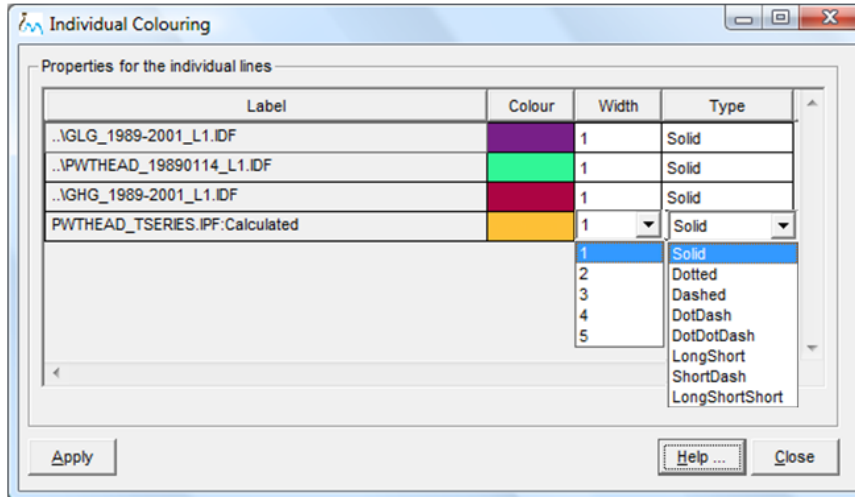 Individual Colouring
Properties for the individual lines
Label Colour Width Type
..\GLG_1989-2001_L1.IDF 1 Solid
..\PWTHEAD_19890114_L1.IDF 1 Solid
..\GHG_1989-2001_L1.IDF 1 Solid
PWTHEAD_TSERIES.IPF:Calculated 1 Solid
1 Solid
2 Dotted
3 Dashed
4 DotDash
5 DotDotDash
LongShort
ShortDash
LongShortShort
Apply Help ... Close